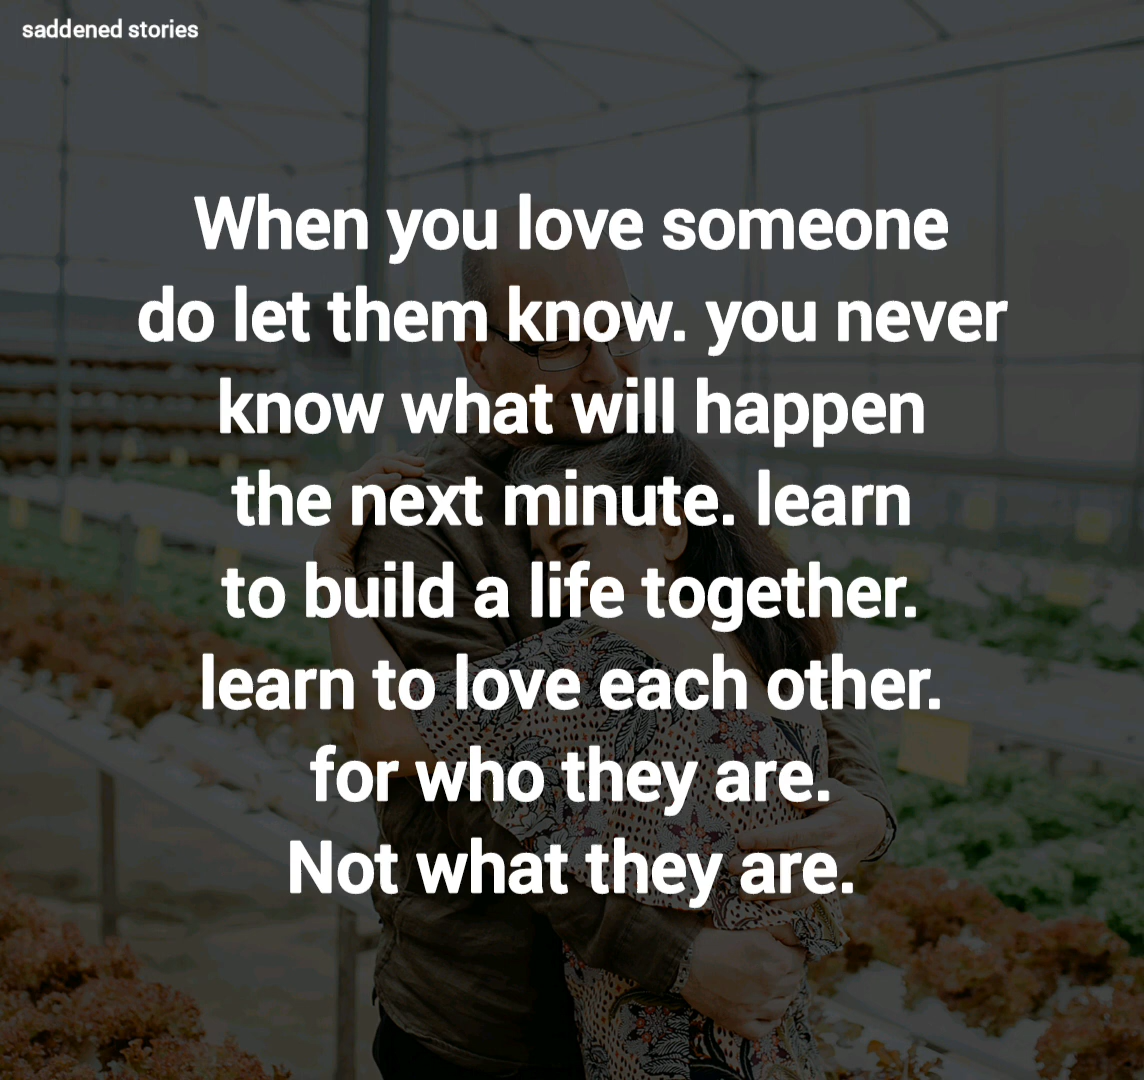 saddened stories
When you love someone
do let them know. you never
know what will happen
the next minute. learn
to build a life together.
learn to love each other.
for who they are.
Not what they are.